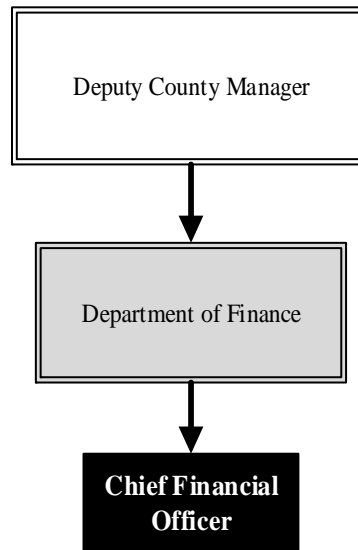 Deputy County Manager
Department of Finance
Chief Financial
Officer